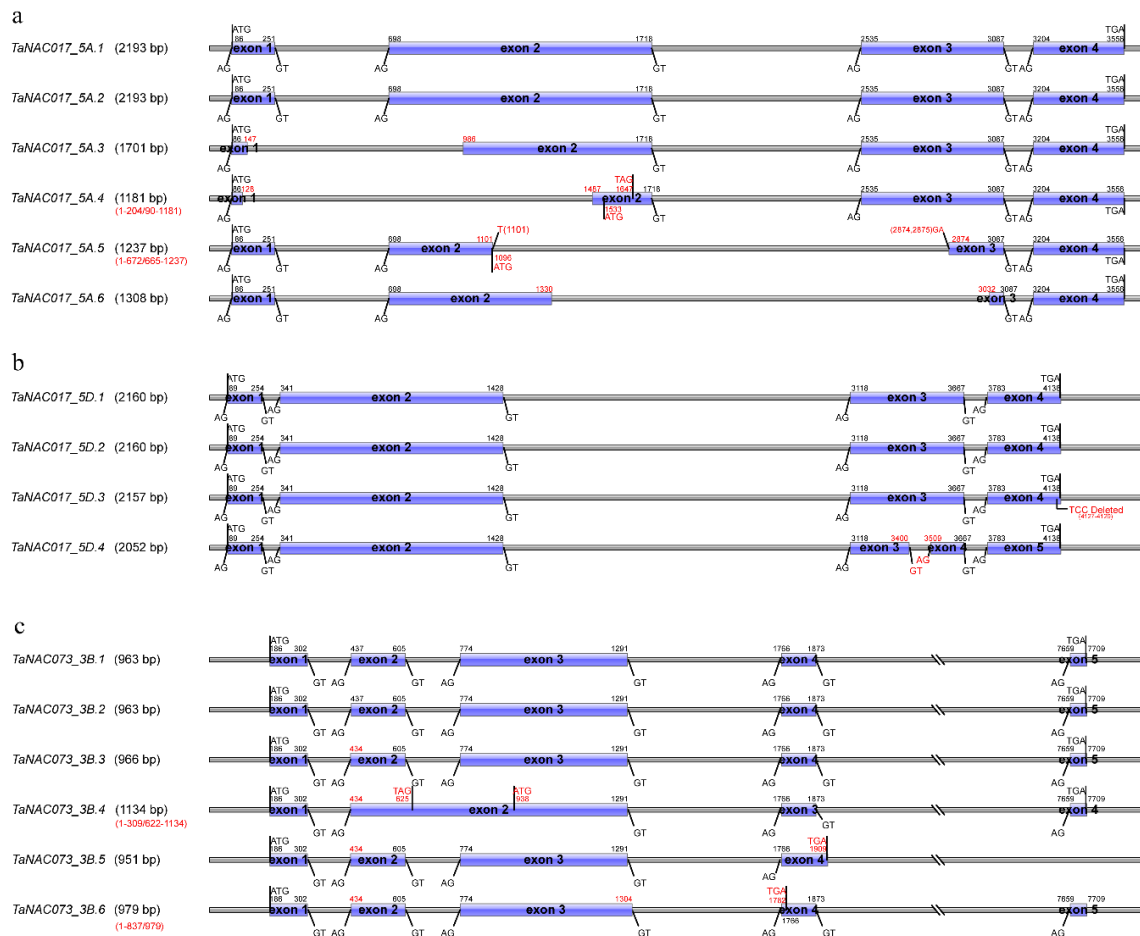 a
ATG TGA
TaNAC017_5A.1 (2193 bp) 86 251 698 1718 2535 3087 3204 3558
exon 1 exon 2 exon 3 exon 4
AG GT AG GT AG GT AG
ATG TGA
TaNAC017_5A.2 (2193 bp) 86 251 698 1718 2535 3087 3204 3558
exon 1 exon 2 exon 3 exon 4
AG GT AG GT AG GT AG
ATG TGA
TaNAC017_5A.3 (1701 bp) 86 147 986 1718 2535 3087 3204 3558
exon 1 exon 2 exon 3 exon 4
AG GT AG GT AG
ATG TAG
TaNAC017_5A.4 (1181 bp) 86 128 1457 1647 1718 2535 3087 3204 3558
exon 1 exon 2 exon 3 exon 4
(1-204/90-1181)
AG 1533 ATG GT AG GT AG TGA
ATG T(1101) (2874,2875)GA
TaNAC017_5A.5 (1237 bp) 86 251 698 1101 2874 3087 3204 3558
exon 1 exon 2 exon 3 exon 4
(1-672/665-1237)
AG GT AG 1096 ATG GT AG TGA
ATG
TaNAC017_5A.6 (1308 bp) 86 251 698 1330 3032 3087 3204 3558
exon 1 exon 2 exon 3 exon 4
AG GT AG GT AG
b
ATG TGA
TaNAC017_5D.1 (2160 bp) 89 254 341 1428 3118 3667 3783 4138
exon 1 exon 2 exon 3 exon 4
AG GT AG GT AG GT AG
ATG TGA
TaNAC017_5D.2 (2160 bp) 89 254 341 1428 3118 3667 3783 4138
exon 1 exon 2 exon 3 exon 4
AG GT AG GT AG GT AG
ATG TGA
TaNAC017_5D.3 (2157 bp) 89 254 341 1428 3118 3667 3783 4138
exon 1 exon 2 exon 3 exon 4
AG GT AG GT AG GT AG TCC Deleted
(4127-4129)
ATG TGA
TaNAC017_5D.4 (2052 bp) 89 254 341 1428 3118 3400 3509 3667 3783 4138
exon 1 exon 2 exon 3 exon 4 exon 5
AG GT AG GT AG GT AG GT AG
c
ATG TGA
TaNAC073_3B.1 (963 bp) 186 302 437 605 774 1291 1766 1873 7659 7709
exon 1 exon 2 exon 3 exon 4 exon 5
GT AG GT AG GT AG GT AG
ATG TGA
TaNAC073_3B.2 (963 bp) 186 302 437 605 774 1291 1766 1873 7659 7709
exon 1 exon 2 exon 3 exon 4 exon 5
GT AG GT AG GT AG GT AG
ATG TGA
TaNAC073_3B.3 (966 bp) 186 302 434 605 774 1291 1766 1873 7659 7709
exon 1 exon 2 exon 3 exon 4 exon 5
GT AG GT AG GT AG GT AG
ATG TAG ATG TGA
TaNAC073_3B.4 (1134 bp) 186 302 434 625 938 1291 1766 1873 7659 7709
exon 1 exon 2 exon 3 exon 4
(1-309/622-1134)
GT AG GT AG GT AG
ATG TGA
TaNAC073_3B.5 (951 bp) 186 302 434 605 774 1291 1766 1909
exon 1 exon 2 exon 3 exon 4
GT AG GT AG GT AG
ATG TGA TGA
TaNAC073_3B.6 (979 bp) 186 302 434 605 774 1304 1782 1873 7659 7709
exon 1 exon 2 exon 3 exon 4 exon 5
(1-837/979)
1766
GT AG GT AG GT AG GT AG